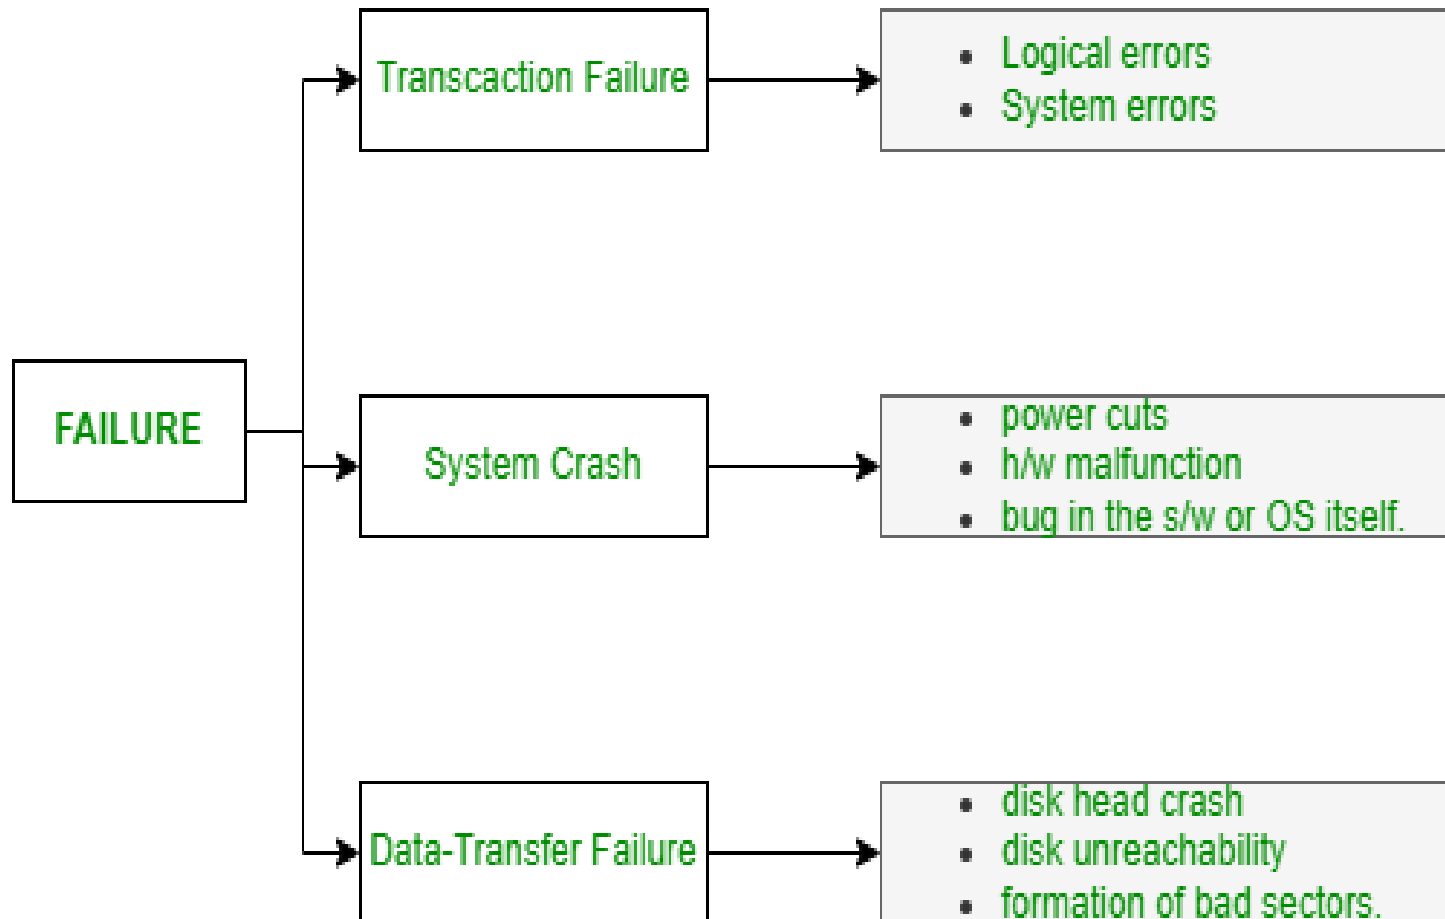 Transcaction Failure
Logical errors
System errors
FAILURE
System Crash
power cuts
h/w malfunction
bug in the s/w or OS itself.
Data-Transfer Failure
disk head crash
disk unreachability
formation of bad sectors.